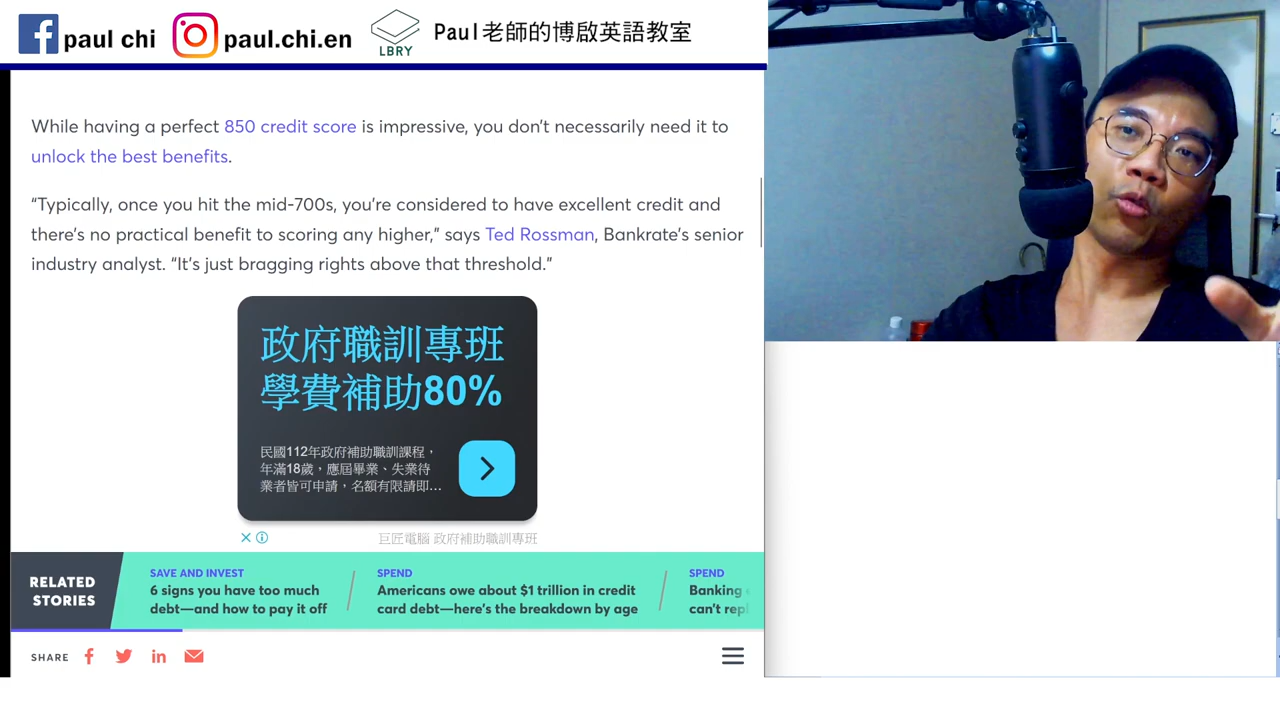 paul chi
paul.chi.en
LBRY
Paul老師的博啟英語教室
While having a perfect 850 credit score is impressive, you don’t necessarily need it to
unlock the best benefits.
“Typically, once you hit the mid-700s, you’re considered to have excellent credit and
there’s no practical benefit to scoring any higher,” says Ted Rossman, Bankrate’s senior
industry analyst. “It’s just bragging rights above that threshold.”
政府職訓專班
學費補助80%
民國112年政府補助職訓課程，
年滿18歲，應屆畢業、失業待
業者皆可申請，名額有限請即...
巨匠電腦 政府補助職訓專班
RELATED
STORIES
SAVE AND INVEST
6 signs you have too much
debt—and how to pay it off
SPEND
Americans owe about $1 trillion in credit
card debt—here’s the breakdown by age
SPEND
Banking
can’t repl
SHARE